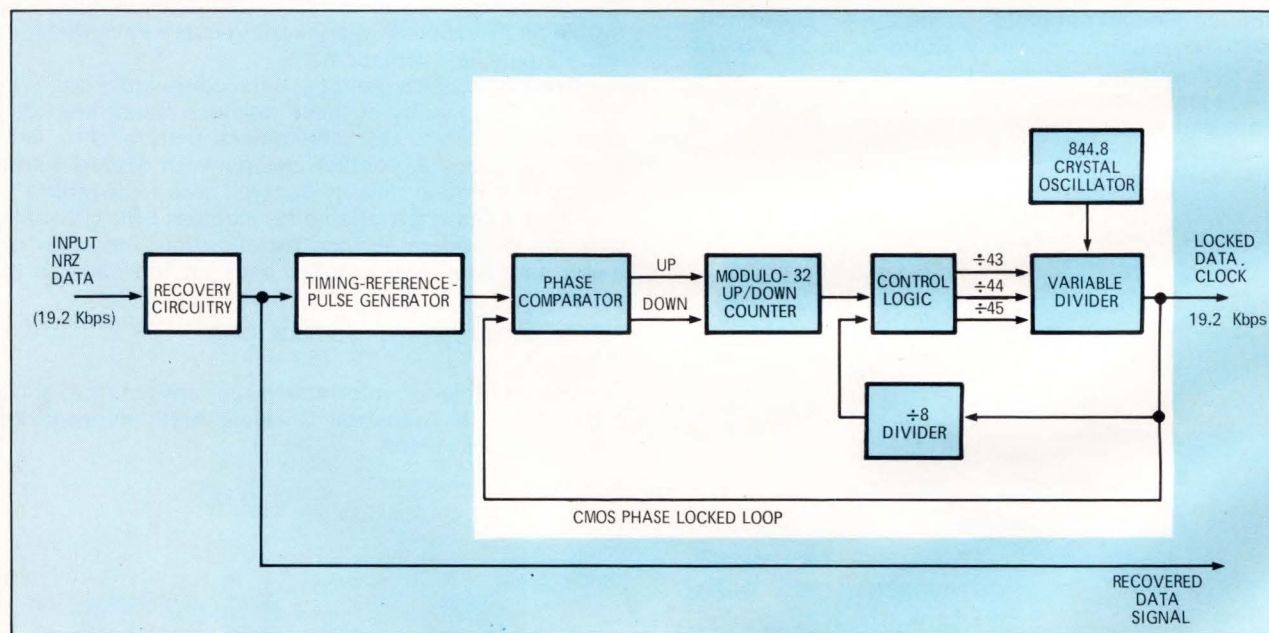 INPUT
NRZ
DATA
(19.2 Kbps)
RECOVERY
CIRCUITRY
TIMING-REFERENCE-
PULSE GENERATOR
PHASE
COMPARATOR
UP
DOWN
MODULO-32
UP/DOWN
COUNTER
CONTROL
LOGIC
÷43
÷44
÷45
844.8
CRYSTAL
OSCILLATOR
VARIABLE
DIVIDER
LOCKED
DATA.
CLOCK
19.2 Kbps
÷8
DIVIDER
CMOS PHASE LOCKED LOOP
RECOVERED
DATA
SIGNAL